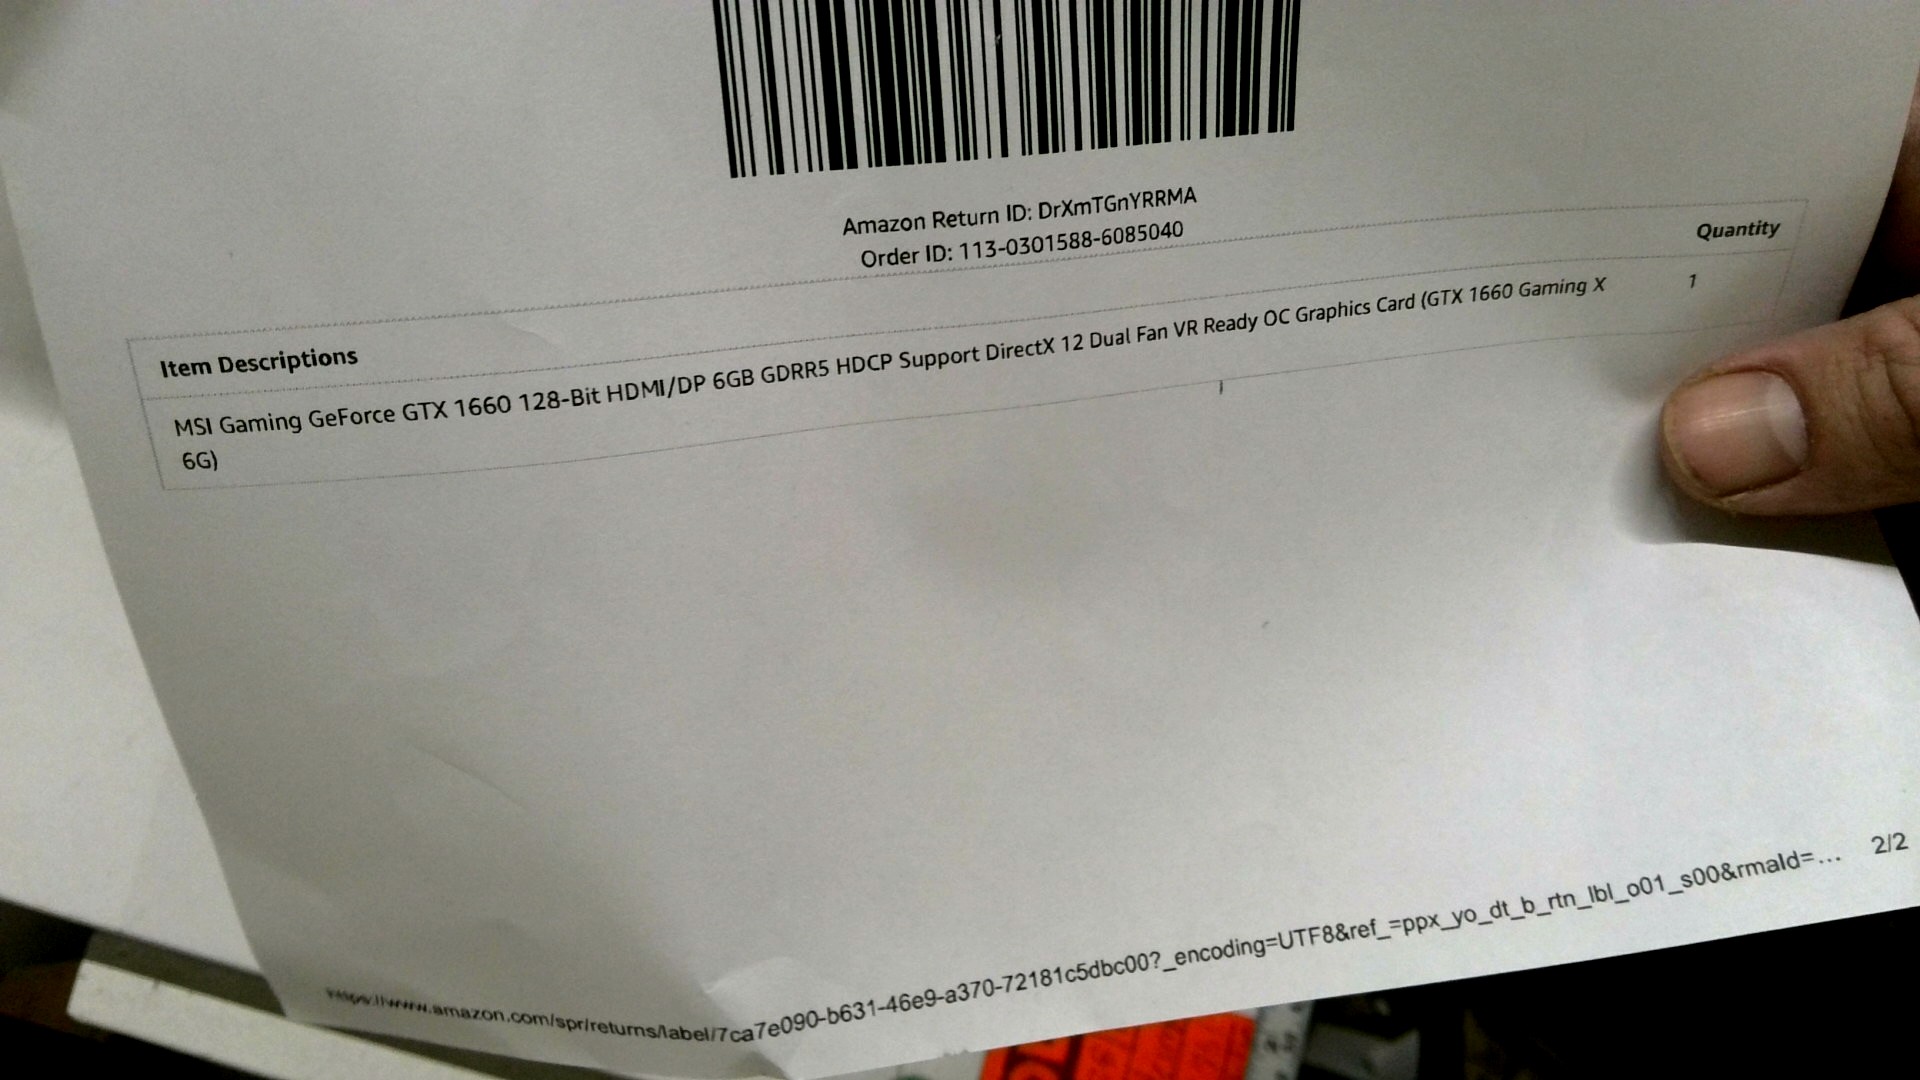 Amazon Return ID: DrXmTGnYRRMA
Order ID: 113-0301588-6085040
Item Descriptions Quantity
MSI Gaming GeForce GTX 1660 128-Bit HDMI/DP 6GB GDRR5 HDCP Support DirectX 12 Dual Fan VR Ready OC Graphics Card (GTX 1660 Gaming X 1
6G)
https://www.amazon.com/spr/returns/label/7ca7e090-b631-46e9-a370-72181c5dbc00?_encoding=UTF8&ref_=ppx_yo_dt_b_rtn_lbl_o01_s00&rmaId=... 2/2